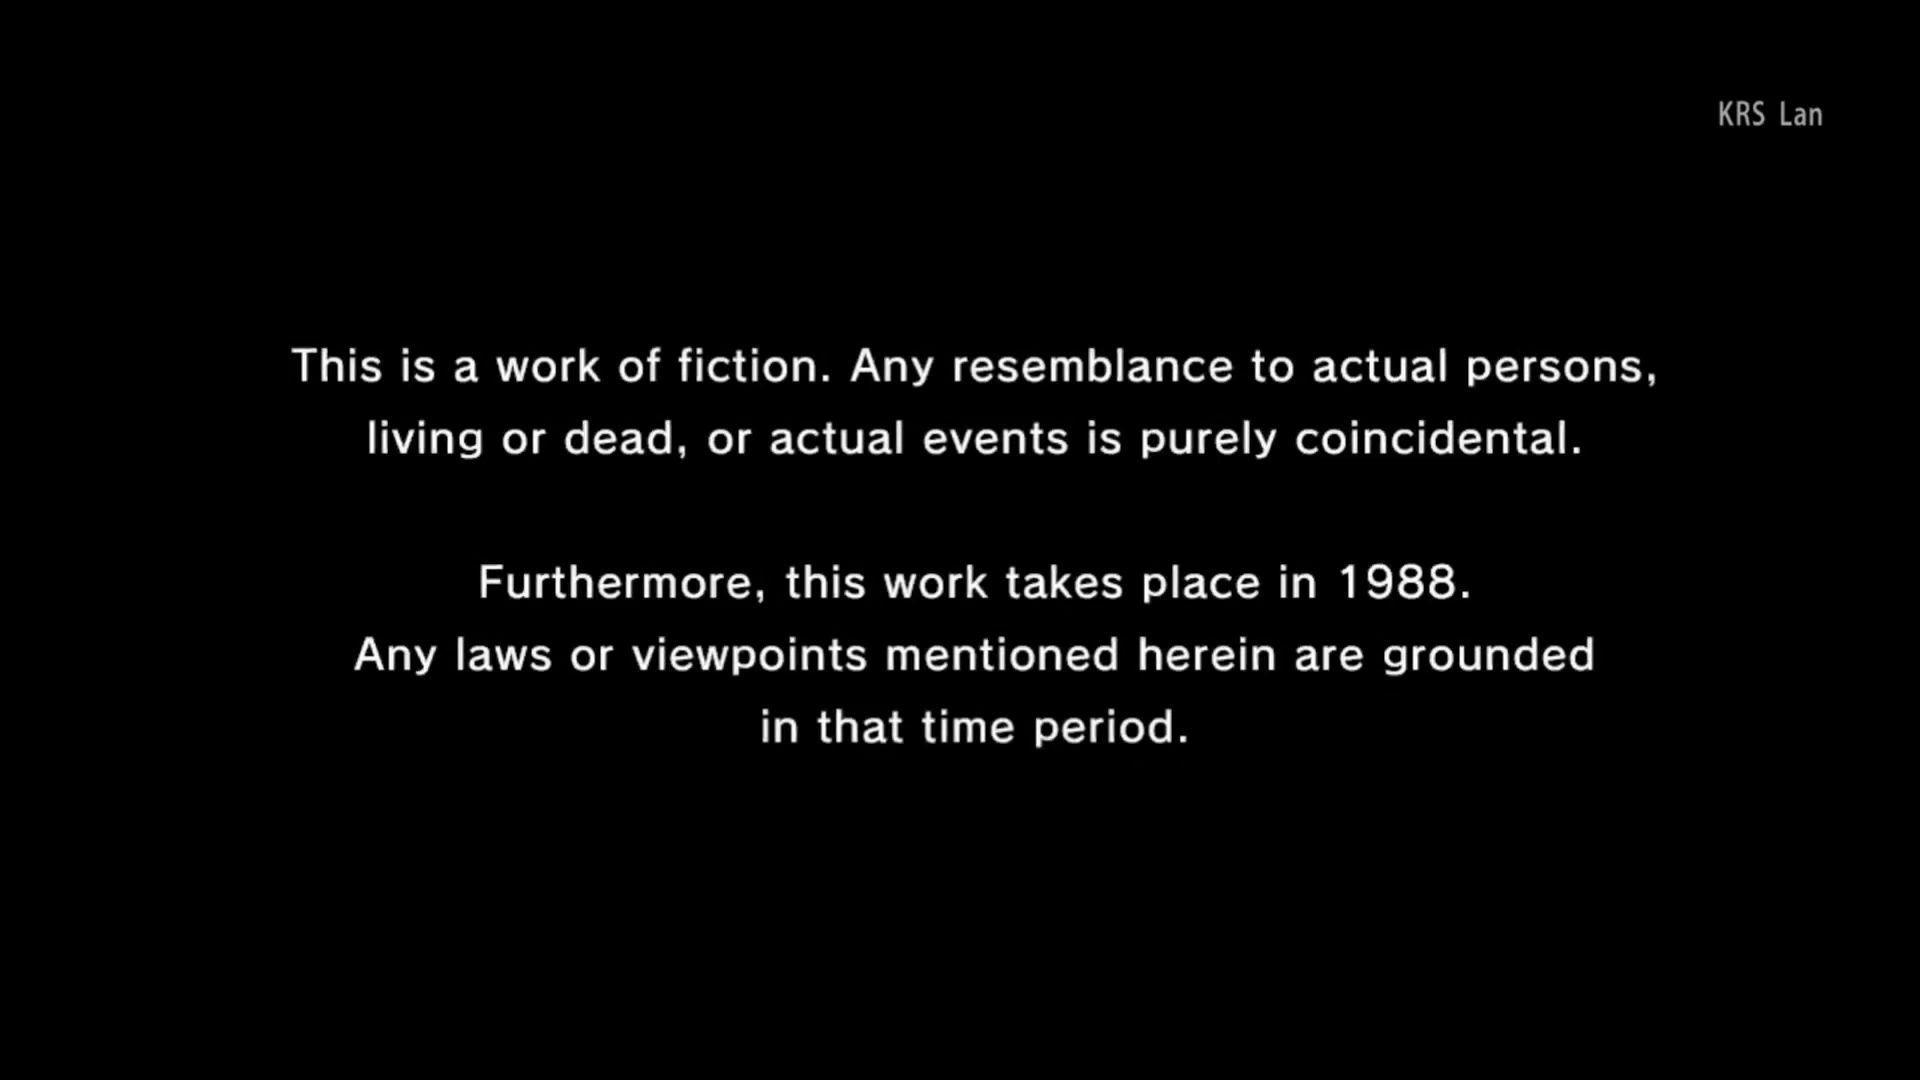 KRS Lan
This is a work of fiction. Any resemblance to actual persons,
living or dead, or actual events is purely coincidental.
Furthermore, this work takes place in 1988.
Any laws or viewpoints mentioned herein are grounded
in that time period.